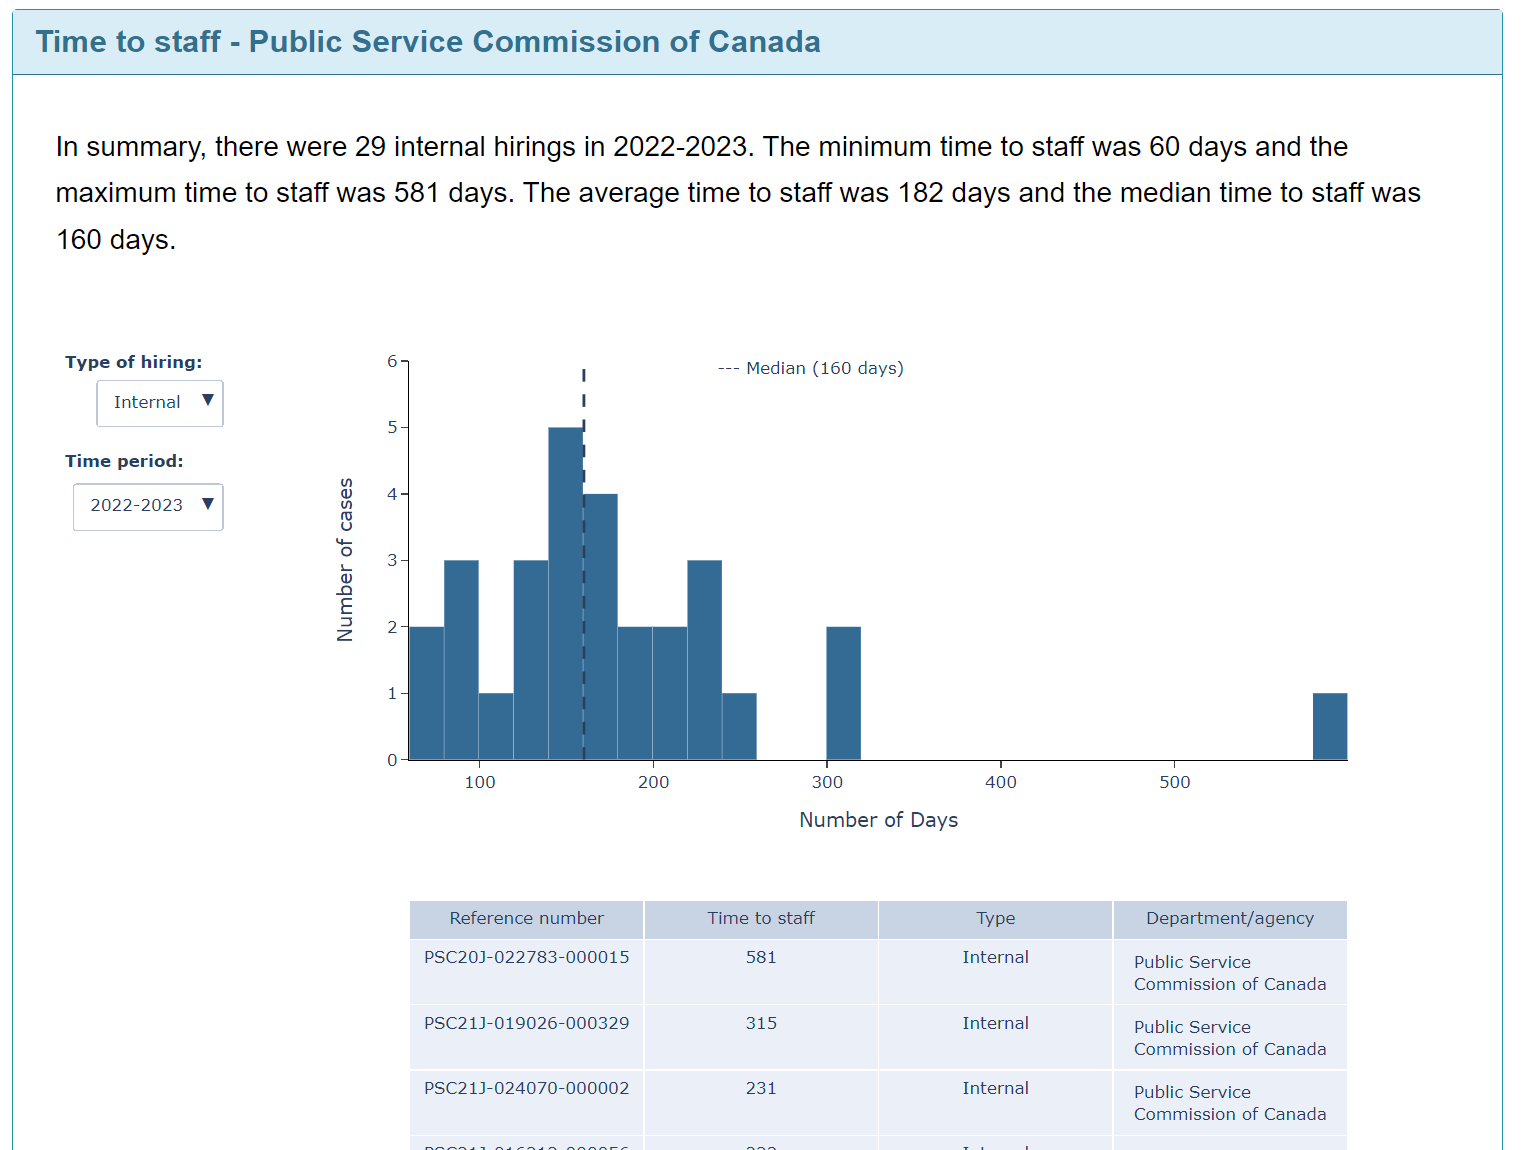 Time to staff - Public Service Commission of Canada
In summary, there were 29 internal hirings in 2022-2023. The minimum time to staff was 60 days and the
maximum time to staff was 581 days. The average time to staff was 182 days and the median time to staff was
160 days.
Type of hiring:
Internal ▼
Time period:
2022-2023 ▼
--- Median (160 days)
6
5
4
3
2
1
0
Number of cases
100 200 300 400 500
Number of Days
Reference number Time to staff Type Department/agency
PSC20J-022783-000015 581 Internal Public Service
Commission of Canada
PSC21J-019026-000329 315 Internal Public Service
Commission of Canada
PSC21J-024070-000002 231 Internal Public Service
Commission of Canada